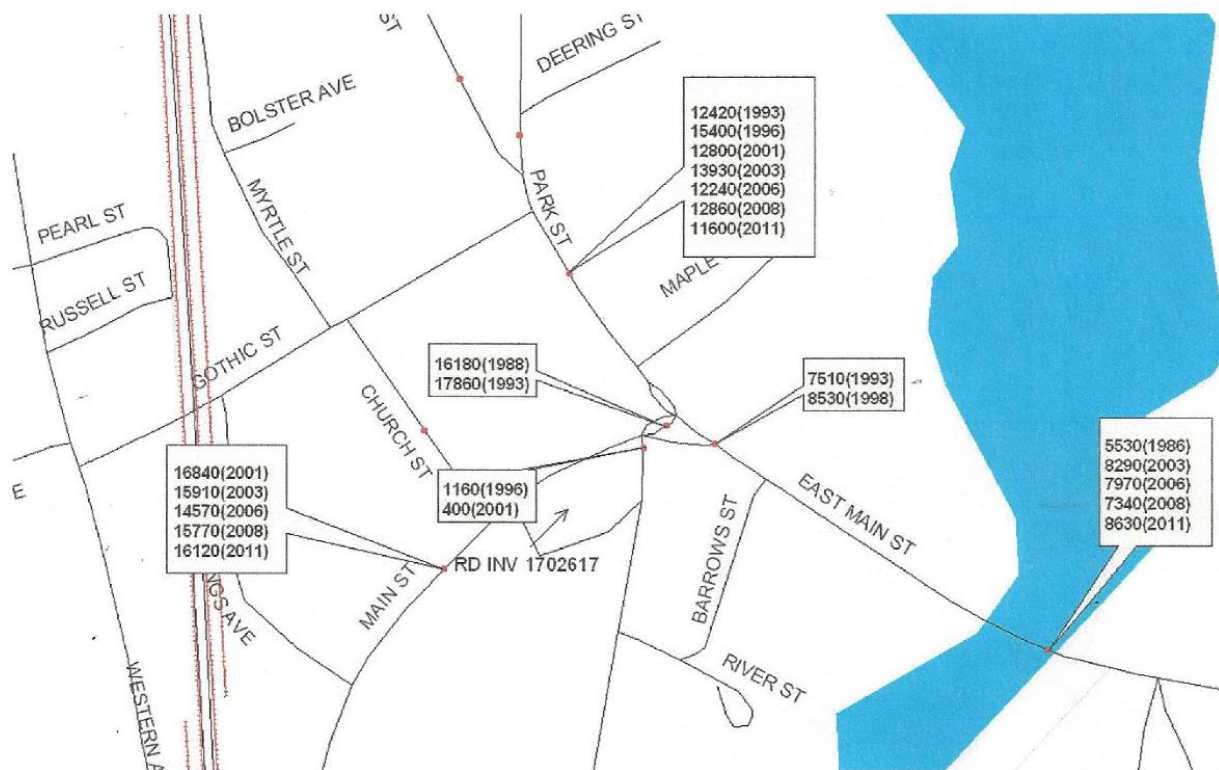 ST
DEERING ST
BOLSTER AVE
12420(1993)
15400(1996)
12800(2001)
13930(2003)
12240(2006)
12860(2008)
11600(2011)
PARK ST
MYRTLE ST
PEARL ST
MAPLE
RUSSELL ST
GOTHIC ST
16180(1988)
17860(1993)
7510(1993)
8530(1998)
CHURCH ST
5530(1986)
8290(2003)
7970(2006)
7340(2008)
8630(2011)
16840(2001)
15910(2003)
14570(2006)
15770(2008)
16120(2011)
E
1160(1996)
400(2001)
EAST MAIN ST
BARROWS ST
RD INV 1702617
MAIN ST
NGS AVE
RIVER ST
WESTERN A